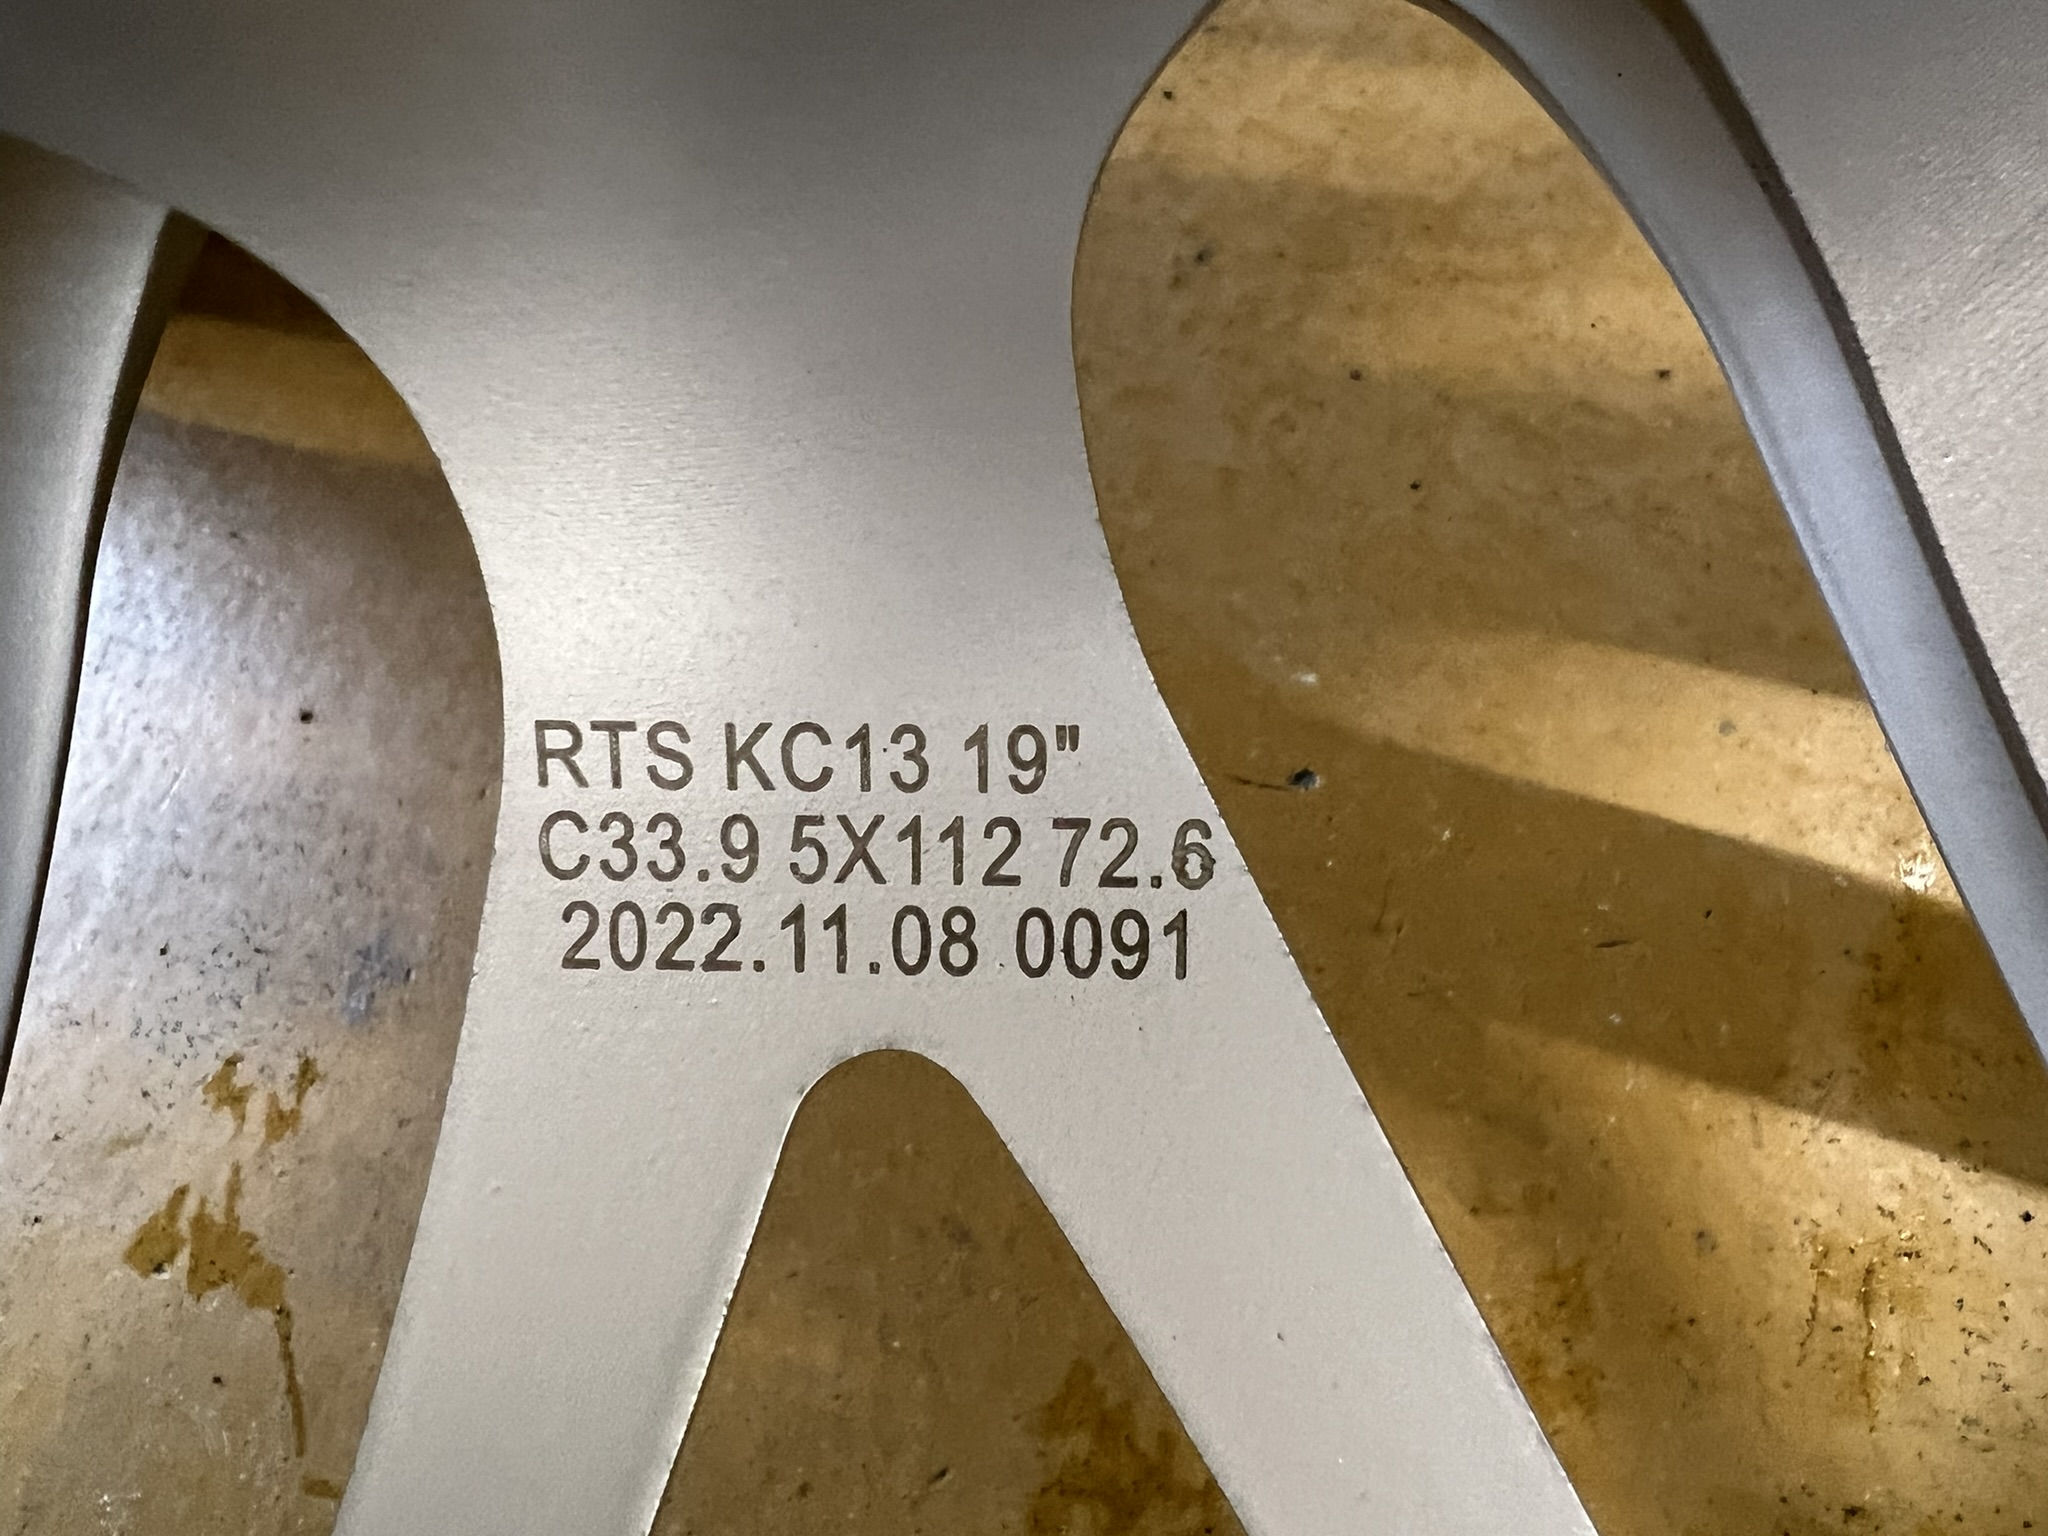 RTS KC13 19"
C33.9 5X112 72.6
2022.11.08 0091